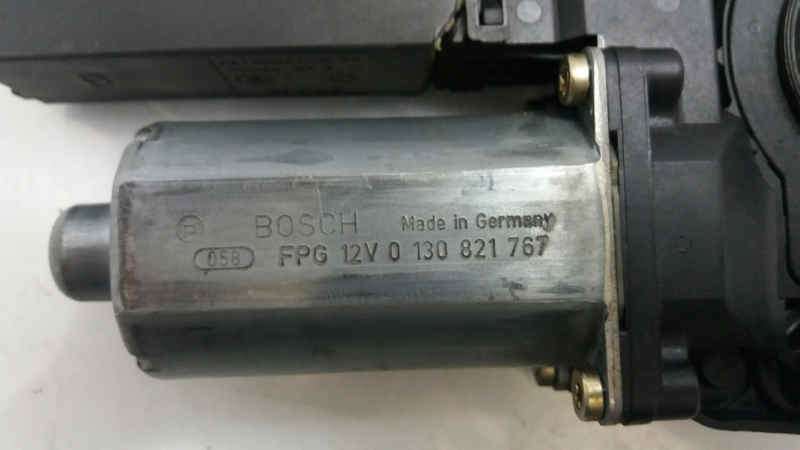 BOSCH Made in Germany
058 FPG 12V 0 130 821 767